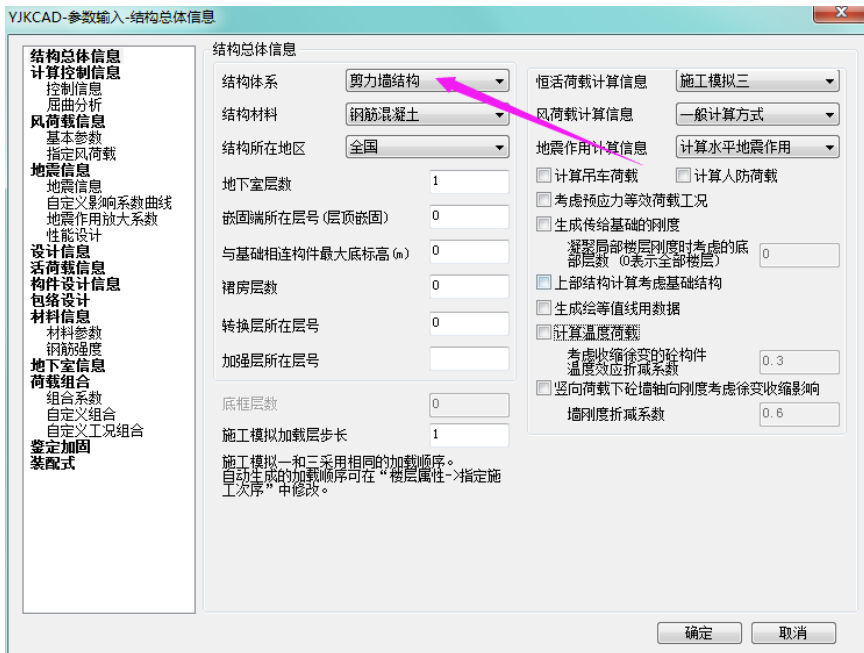 YJKCAD-参数输入-结构总体信息
结构总体信息
计算控制信息
控制信息
屈曲分析
风荷载信息
基本参数
指定风荷载
地震信息
地震信息
自定义影响系数曲线
地震作用放大系数
性能设计
设计信息
活荷载信息
构件设计信息
包络设计
材料信息
材料参数
钢筋强度
地下室信息
荷载组合
组合系数
自定义组合
自定义工况组合
鉴定加固
装配式
结构总体信息
结构体系 剪力墙结构
结构材料 钢筋混凝土
结构所在地区 全国
地下室层数 1
嵌固端所在层号(层顶嵌固) 0
与基础相连构件最大底标高(m) 0
裙房层数 0
转换层所在层号 0
加强层所在层号
底框层数 0
施工模拟加载层步长 1
施工模拟一和三采用相同的加载顺序。
自动生成的加载顺序可在“楼层属性->指定施
工次序”中修改。
恒活荷载计算信息 施工模拟三
风荷载计算信息 一般计算方式
地震作用计算信息 计算水平地震作用
计算吊车荷载 计算人防荷载
考虑预应力等效荷载工况
生成传给基础的刚度
凝聚局部楼层刚度时考虑的底
部层数 (0表示全部楼层) 0
上部结构计算考虑基础结构
生成绘等值线用数据
计算温度荷载
考虑收缩徐变的砼构件
温度效应折减系数 0.3
竖向荷载下砼墙轴向刚度考虑徐变收缩影响
墙刚度折减系数 0.6
确定 取消